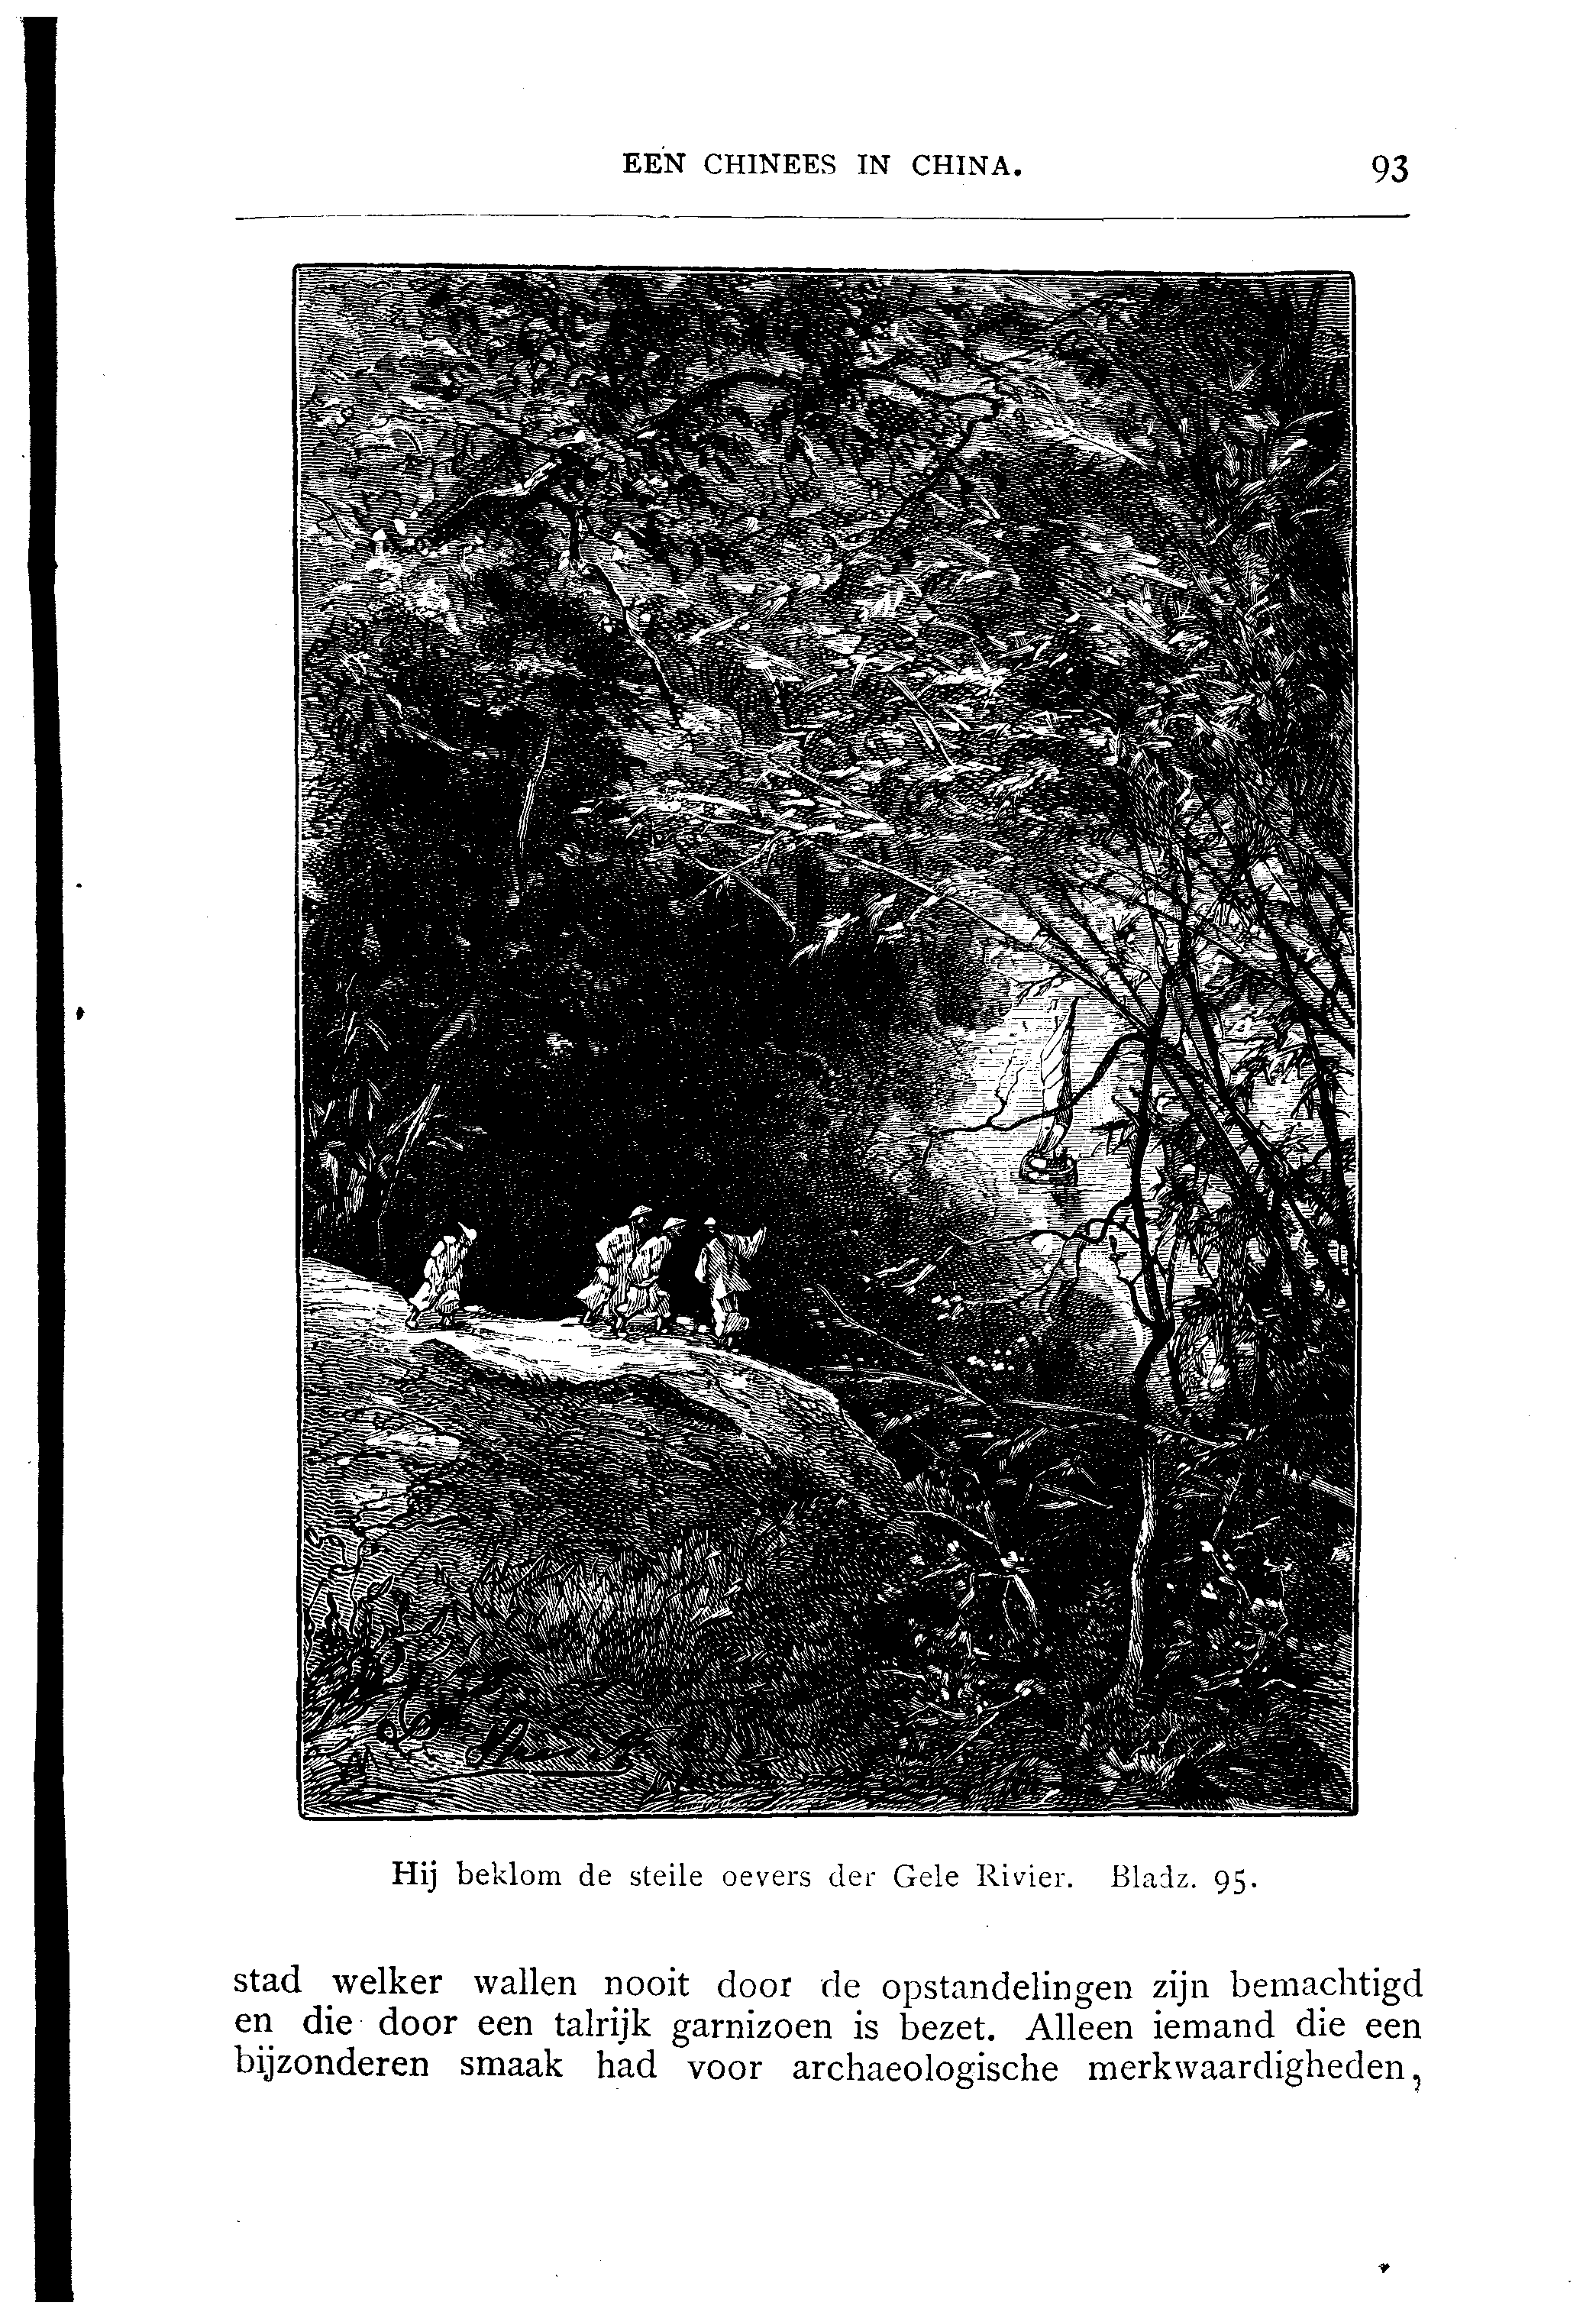 EEN CHINEES IN CHINA.
93
Hij beklom de steile oevers der Gele Rivier. Bladz. 95.
stad welker wallen nooit door de opstandelingen zijn bemachtigd
en die door een talrijk garnizoen is bezet. Alleen iemand die een
bijzonderen smaak had voor archaeologische merkwaardigheden,